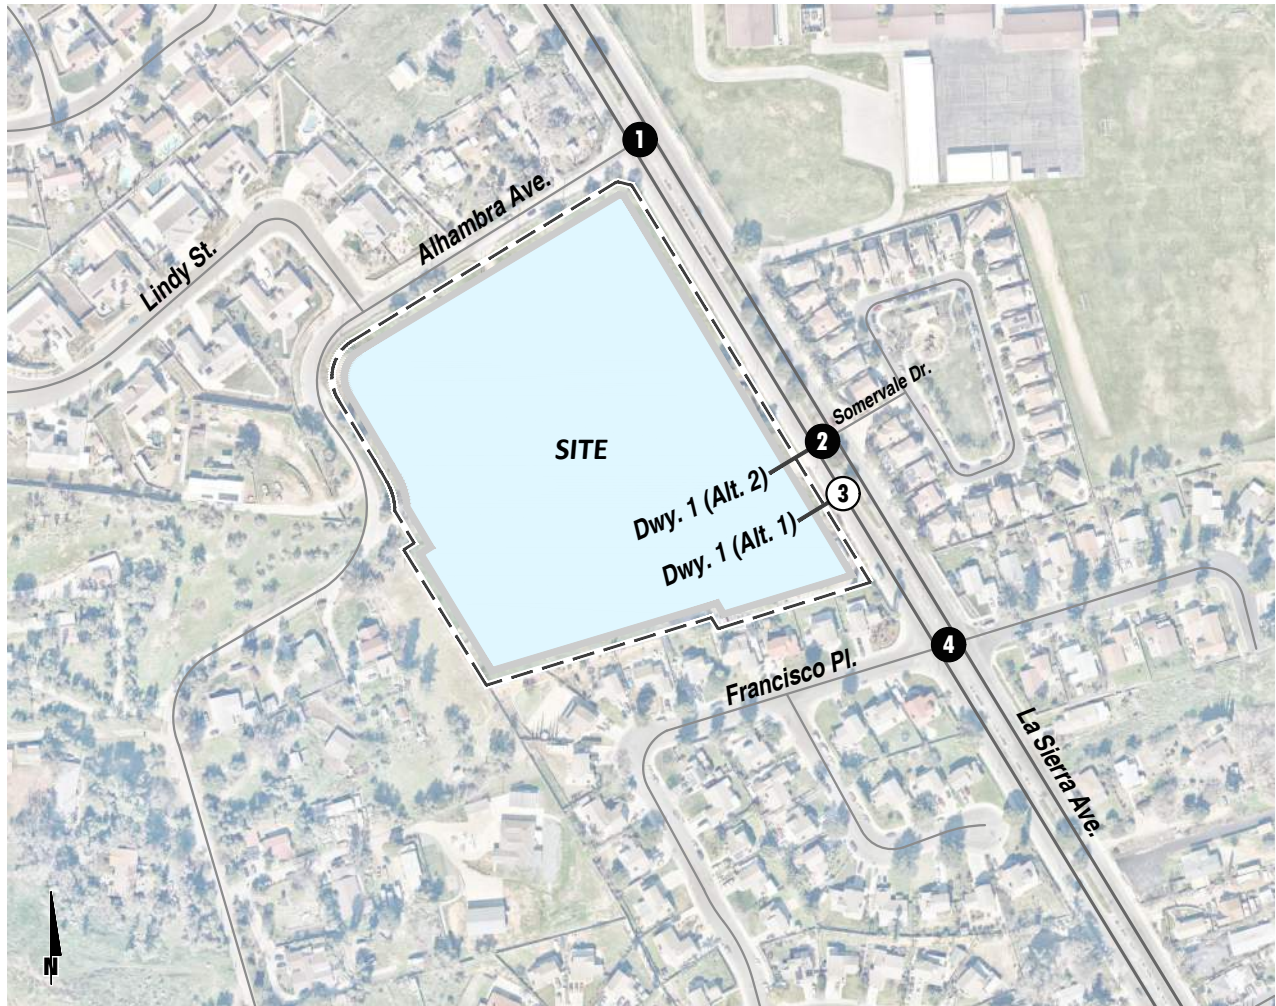 1
Alhambra Ave.
Lindy St.
Somervale Dr.
2
SITE
Dwy. 1 (Alt. 2)
3
Dwy. 1 (Alt. 1)
4
Francisco Pl.
La Sierra Ave.
N